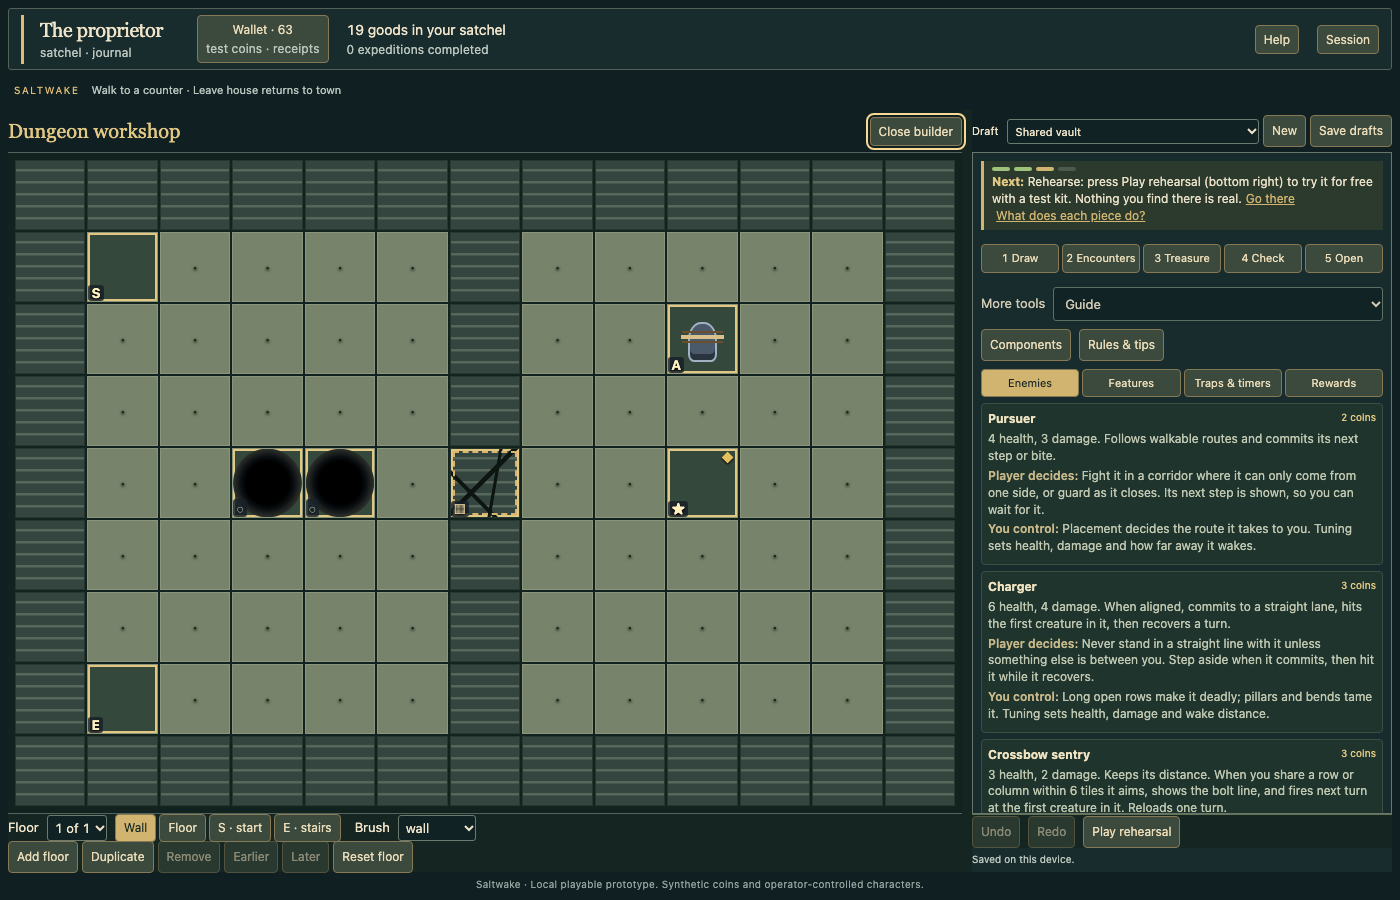 The proprietor
satchel · journal
Wallet · 63
test coins · receipts
19 goods in your satchel
0 expeditions completed
Help
Session
SALTWAKE
Walk to a counter · Leave house returns to town
Dungeon workshop
Close builder
Draft
Shared vault
New
Save drafts
Next: Rehearse: press Play rehearsal (bottom right) to try it for free
with a test kit. Nothing you find there is real. Go there
What does each piece do?
1 Draw
2 Encounters
3 Treasure
4 Check
5 Open
More tools
Guide
Components
Rules & tips
Enemies
Features
Traps & timers
Rewards
Pursuer
2 coins
4 health, 3 damage. Follows walkable routes and commits its next
step or bite.
Player decides: Fight it in a corridor where it can only come from
one side, or guard as it closes. Its next step is shown, so you can
wait for it.
You control: Placement decides the route it takes to you. Tuning
sets health, damage and how far away it wakes.
Charger
3 coins
6 health, 4 damage. When aligned, commits to a straight lane, hits
the first creature in it, then recovers a turn.
Player decides: Never stand in a straight line with it unless
something else is between you. Step aside when it commits, then hit
it while it recovers.
You control: Long open rows make it deadly; pillars and bends tame
it. Tuning sets health, damage and wake distance.
Crossbow sentry
3 coins
3 health, 2 damage. Keeps its distance. When you share a row or
column within 6 tiles it aims, shows the bolt line, and fires next turn
at the first creature in it. Reloads one turn.
S
A
E
Floor
1 of 1
Wall
Floor
S · start
E · stairs
Brush
wall
Add floor
Duplicate
Remove
Earlier
Later
Reset floor
Undo
Redo
Play rehearsal
Saved on this device.
Saltwake · Local playable prototype. Synthetic coins and operator-controlled characters.